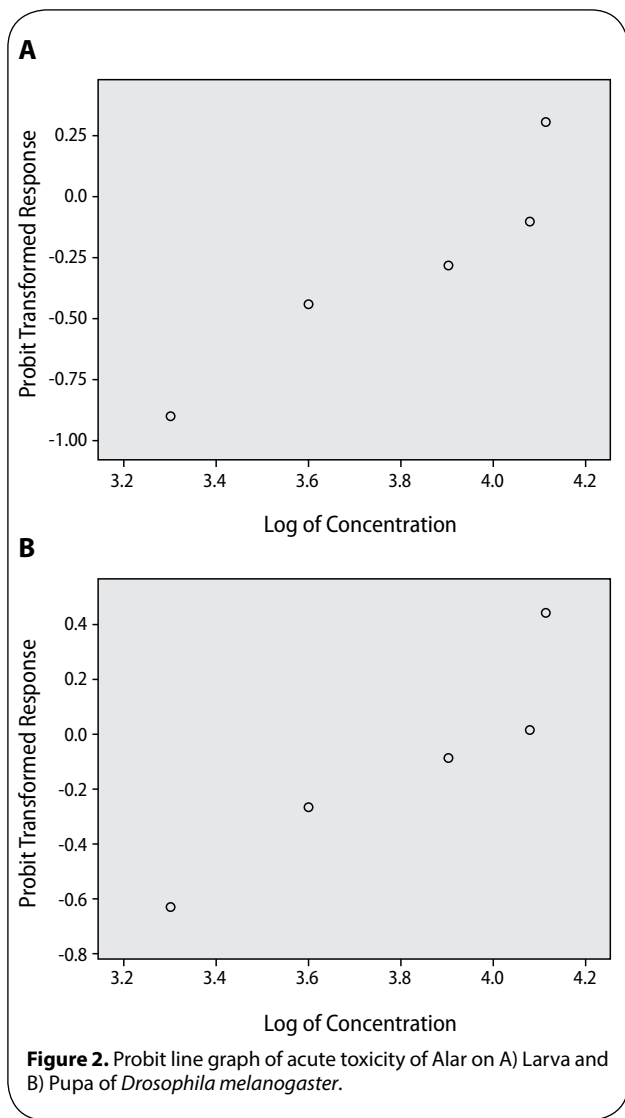 A
Probit Transformed Response
0.25
0.0
-0.25
-0.50
-0.75
-1.00
3.2 3.4 3.6 3.8 4.0 4.2
Log of Concentration
B
Probit Transformed Response
0.4
0.2
0.0
-0.2
-0.4
-0.6
-0.8
3.2 3.4 3.6 3.8 4.0 4.2
Log of Concentration
Figure 2. Probit line graph of acute toxicity of Alar on A) Larva and
B) Pupa of Drosophila melanogaster.